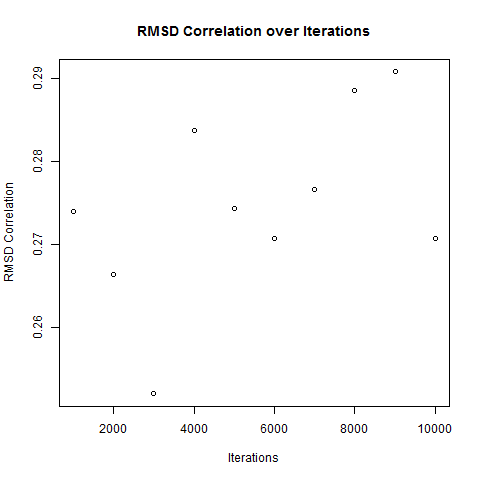 RMSD Correlation over Iterations
RMSD Correlation
0.29
0.28
0.27
0.26
2000 4000 6000 8000 10000
Iterations